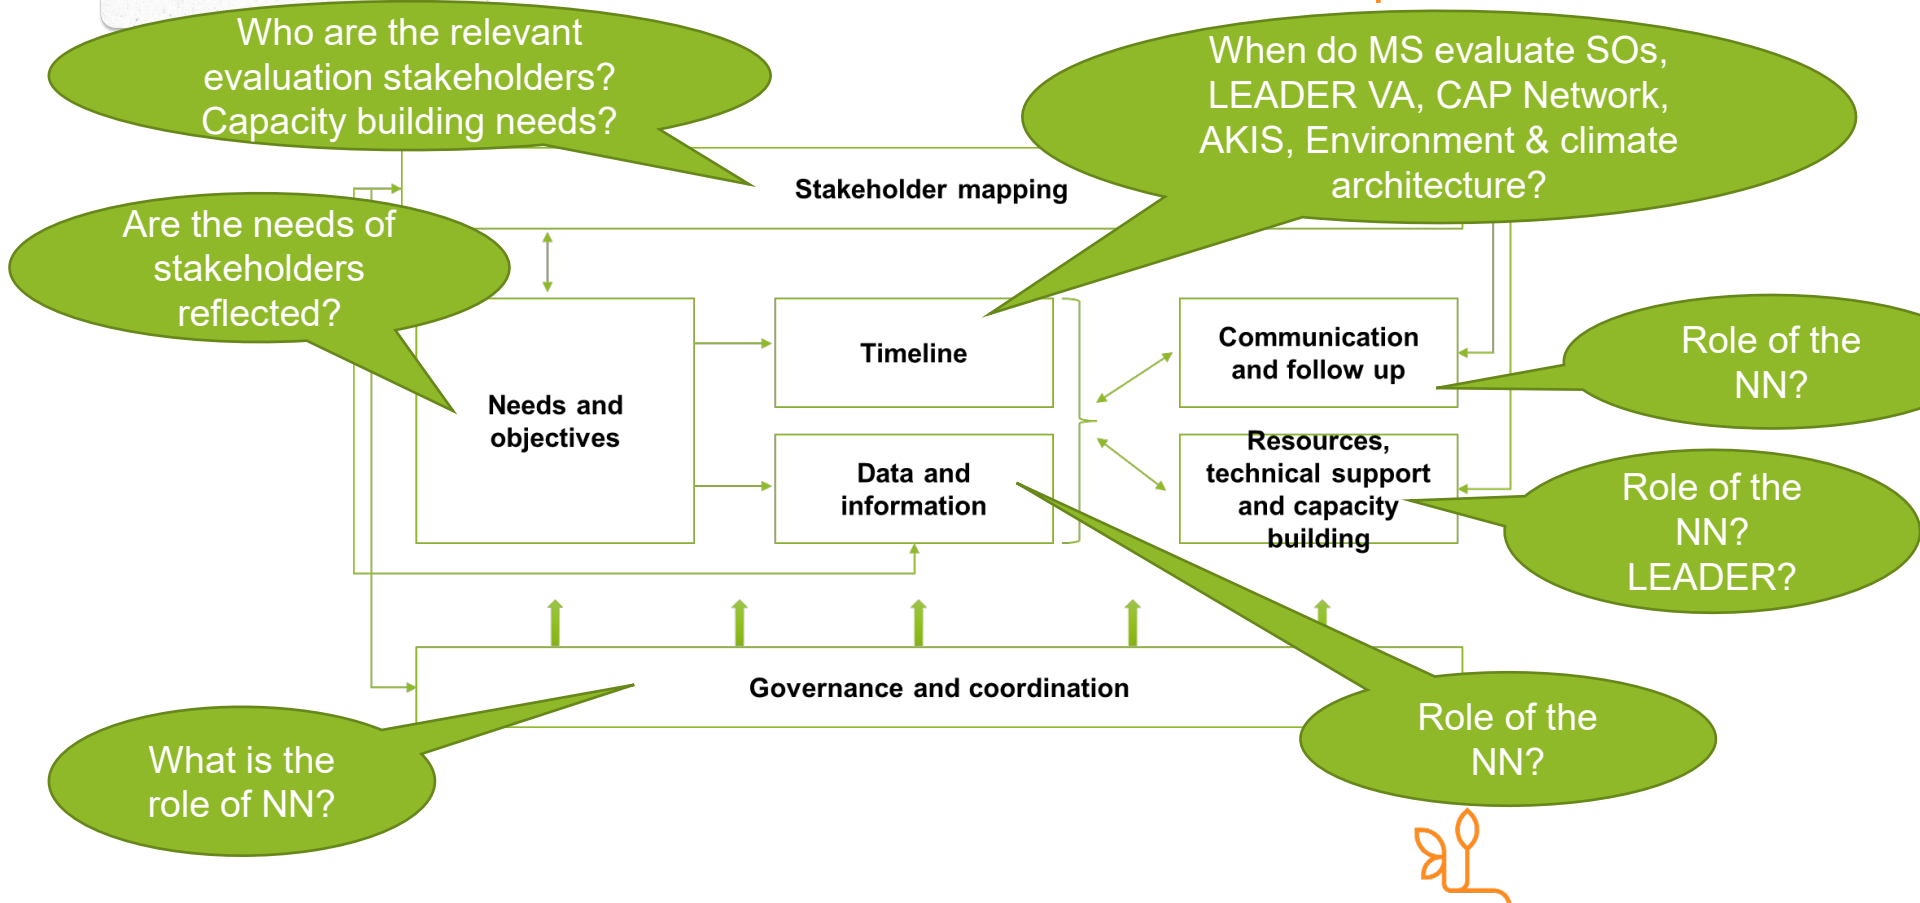 Who are the relevant
evaluation stakeholders?
Capacity building needs?
When do MS evaluate SOs,
LEADER VA, CAP Network,
AKIS, Environment & climate
architecture?
Stakeholder mapping
Are the needs of
stakeholders
reflected?
Needs and
objectives
Timeline
Data and
information
Communication
and follow up
Role of the
NN?
Resources,
technical support
and capacity
building
Role of the
NN?
LEADER?
Governance and coordination
What is the
role of NN?
Role of the
NN?